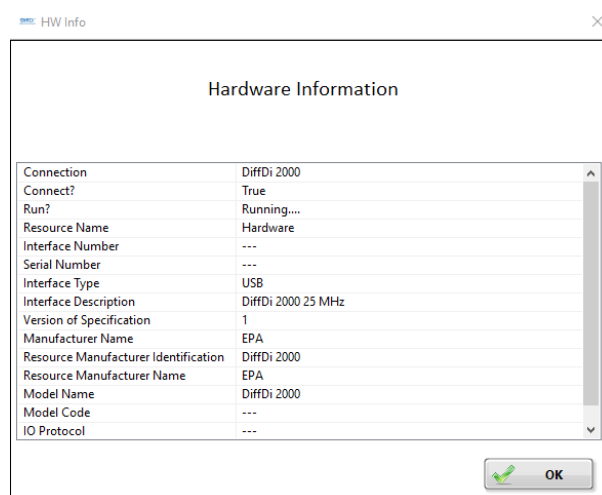 HW Info
Hardware Information
Connection DiffDi 2000
Connect? True
Run? Running....
Resource Name Hardware
Interface Number ---
Serial Number ---
Interface Type USB
Interface Description DiffDi 2000 25 MHz
Version of Specification 1
Manufacturer Name EPA
Resource Manufacturer Identification DiffDi 2000
Resource Manufacturer Name EPA
Model Name DiffDi 2000
Model Code ---
IO Protocol ---
OK